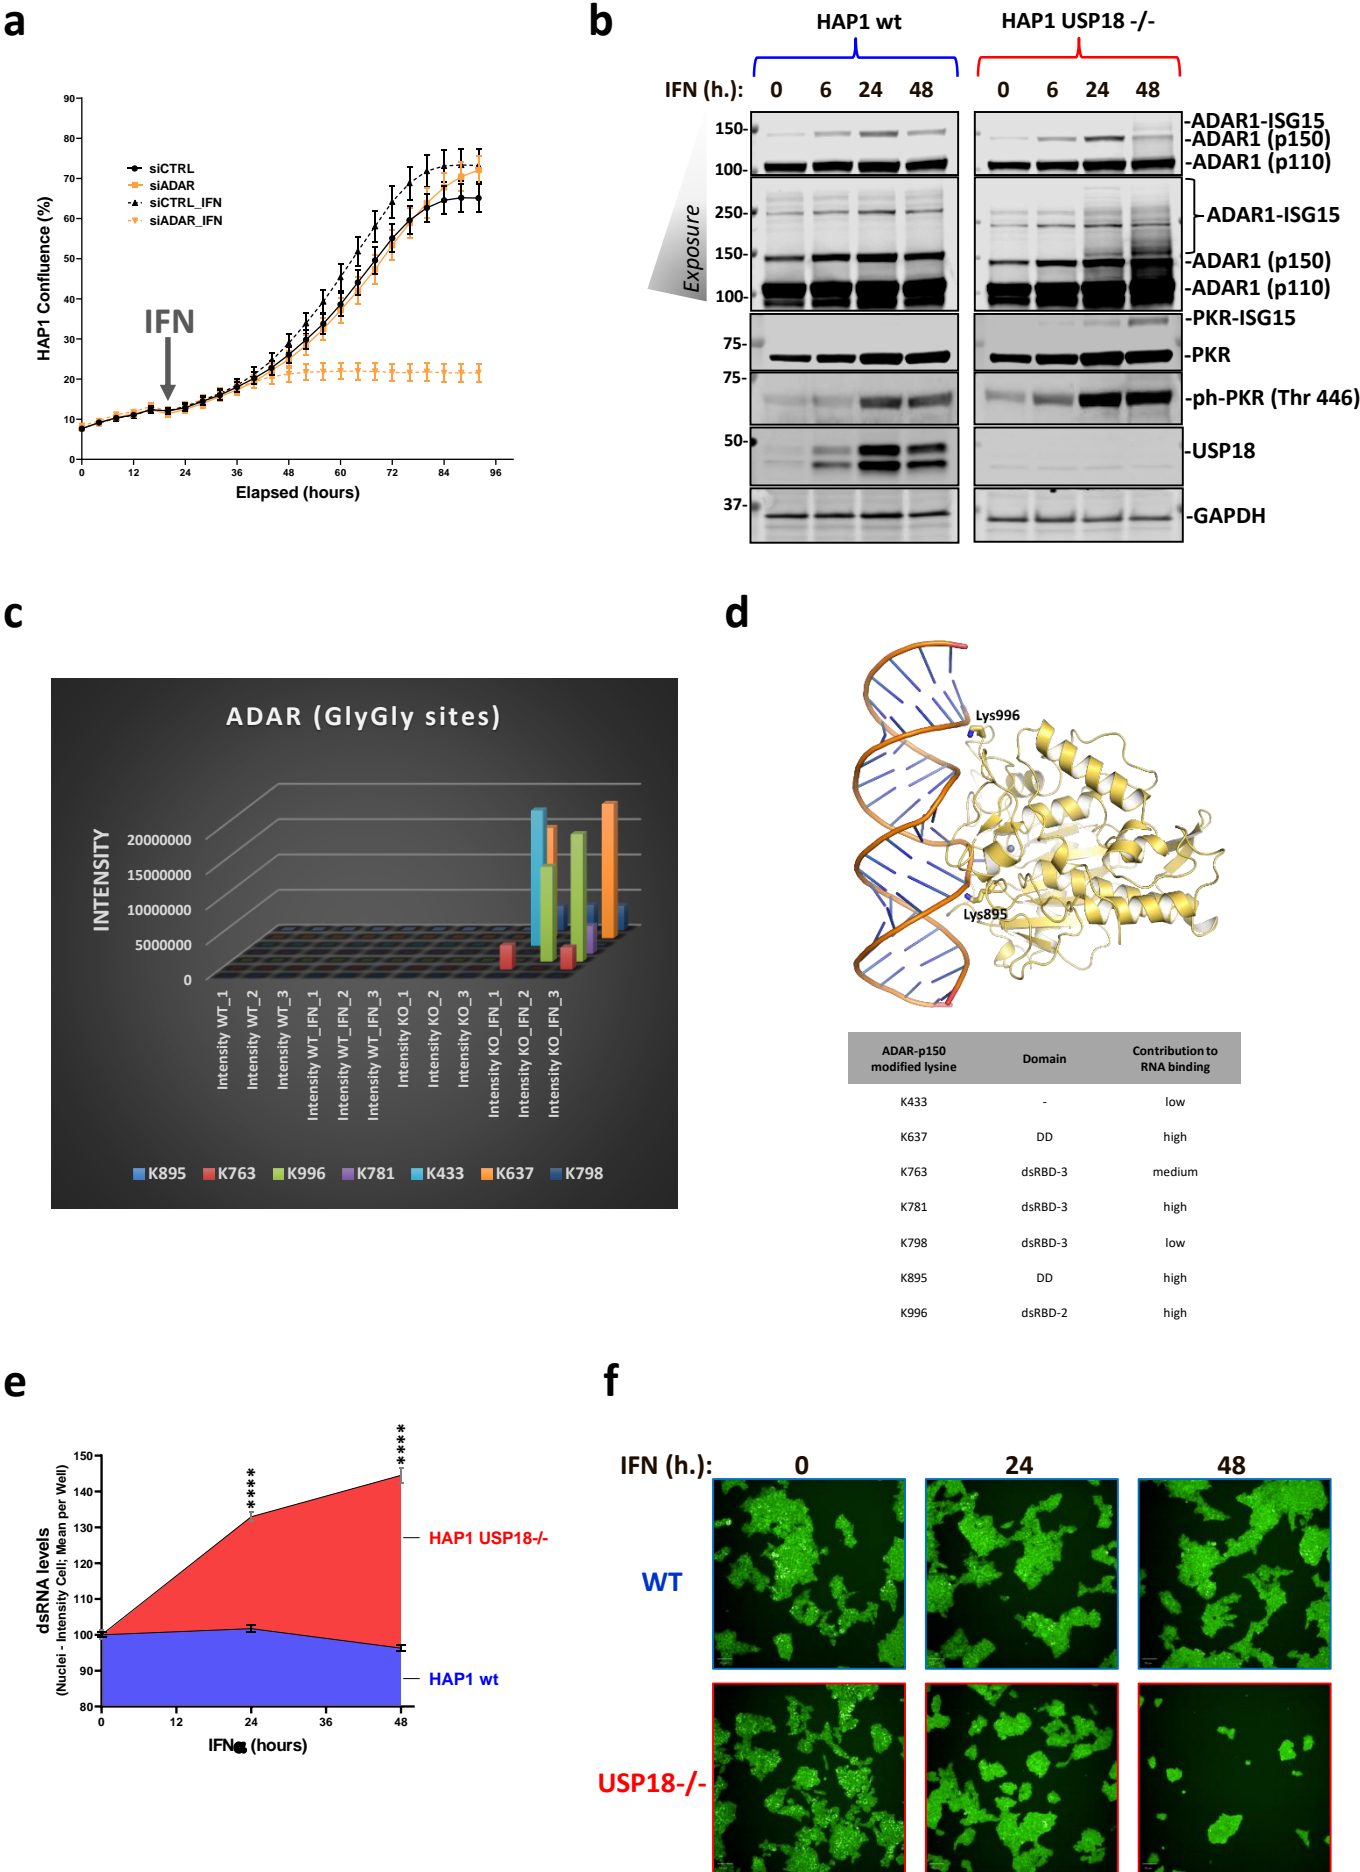 a
90
80
70
60
50
40
30
20
10
0
HAP1 Confluence (%)
siCTRL
siADAR
siCTRL_IFN
siADAR_IFN
IFN
0 12 24 36 48 60 72 84 96
Elapsed (hours)
b
HAP1 wt HAP1 USP18 -/-
IFN (h.): 0 6 24 48 0 6 24 48
Exposure
150-
100-
250-
150-
100-
75-
75-
50-
37-
-ADAR1-ISG15
-ADAR1 (p150)
-ADAR1 (p110)
ADAR1-ISG15
-ADAR1 (p150)
-ADAR1 (p110)
-PKR-ISG15
-PKR
-ph-PKR (Thr 446)
-USP18
-GAPDH
c
ADAR (GlyGly sites)
INTENSITY
20000000
15000000
10000000
5000000
0
Intensity WT_1
Intensity WT_2
Intensity WT_3
Intensity WT_IFN_1
Intensity WT_IFN_2
Intensity WT_IFN_3
Intensity KO_1
Intensity KO_2
Intensity KO_3
Intensity KO_IFN_1
Intensity KO_IFN_2
Intensity KO_IFN_3
K895 K763 K996 K781 K433 K637 K798
d
Lys996
Lys895
ADAR-p150 modified lysine Domain Contribution to RNA binding
K433 - low
K637 DD high
K763 dsRBD-3 medium
K781 dsRBD-3 high
K798 dsRBD-3 low
K895 DD high
K996 dsRBD-2 high
e
dsRNA levels
(Nuclei - Intensity Cell; Mean per Well)
150
140
130
120
110
100
90
80
****
****
HAP1 USP18-/-
HAP1 wt
0 12 24 36 48
IFNα (hours)
f
IFN (h.): 0 24 48
WT
USP18-/-